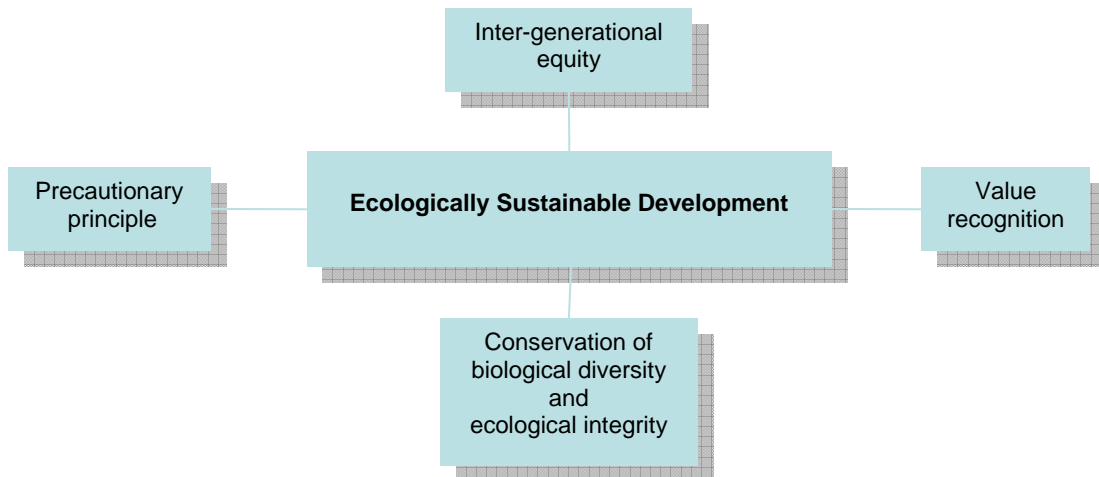 Inter-generational
equity
Precautionary
principle
Ecologically Sustainable Development
Value
recognition
Conservation of
biological diversity
and
ecological integrity